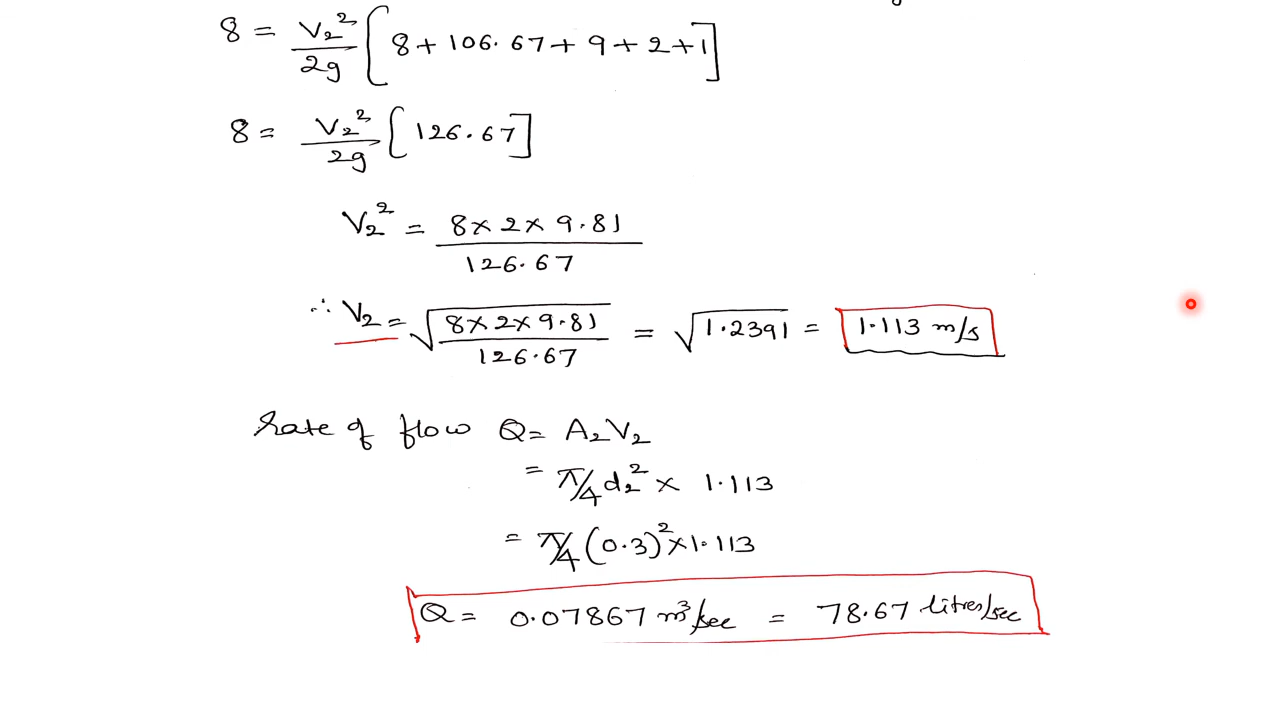 8 = V₂²/2g [8 + 106.67 + 9 + 2 + 1]
8 = V₂²/2g [126.67]
V₂² = 8 × 2 × 9.81 / 126.67
∴ V₂ = √(8 × 2 × 9.81 / 126.67) = √1.2391 = 1.113 m/s
Rate of flow Q = A₂V₂
= π/4 d₂² × 1.113
= π/4 (0.3)² × 1.113
Q = 0.07867 m³/sec = 78.67 litres/sec